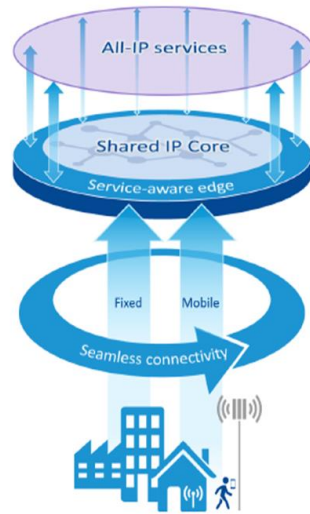 All-IP services
Shared IP Core
Service-aware edge
Fixed Mobile
Seamless connectivity